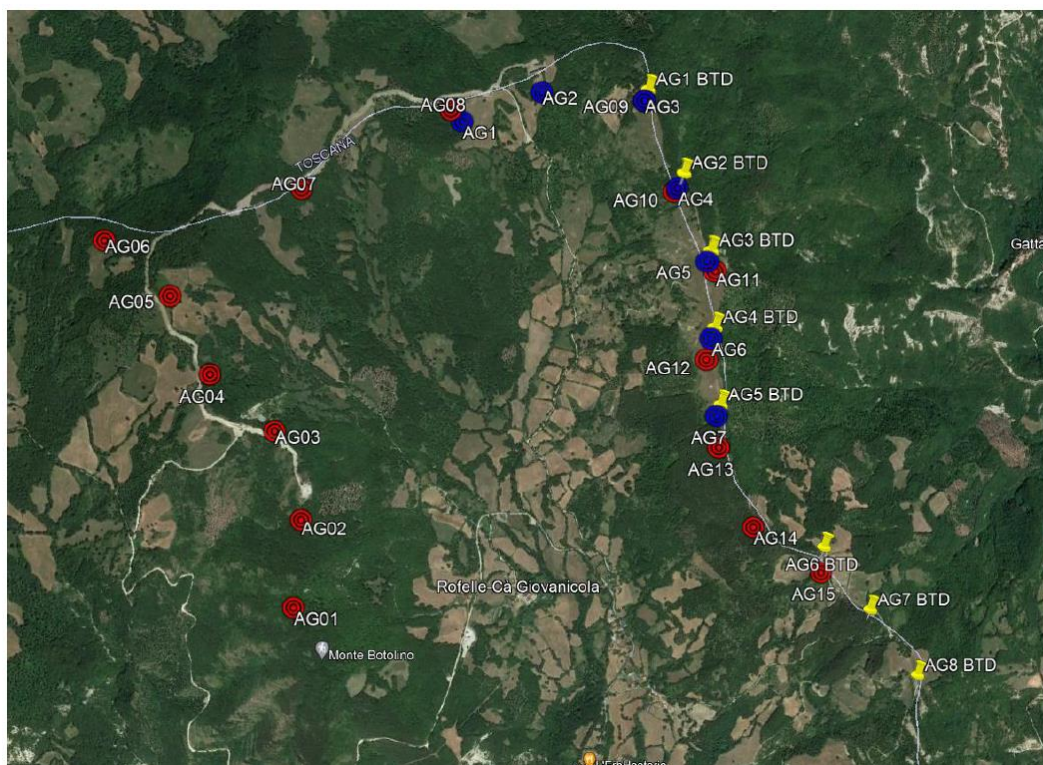 AG1 BTD
AG08
AG2
AG09
AG3
AG1
TOSCANA
AG2 BTD
AG07
AG10
AG4
AG06
AG3 BTD
Gatta
AG5
AG11
AG05
AG4 BTD
AG6
AG12
AG04
AG5 BTD
AG03
AG7
AG13
AG02
AG14
AG6 BTD
Rofelle-Cà Giovanicola
AG15
AG7 BTD
AG01
Monte Botolino
AG8 BTD